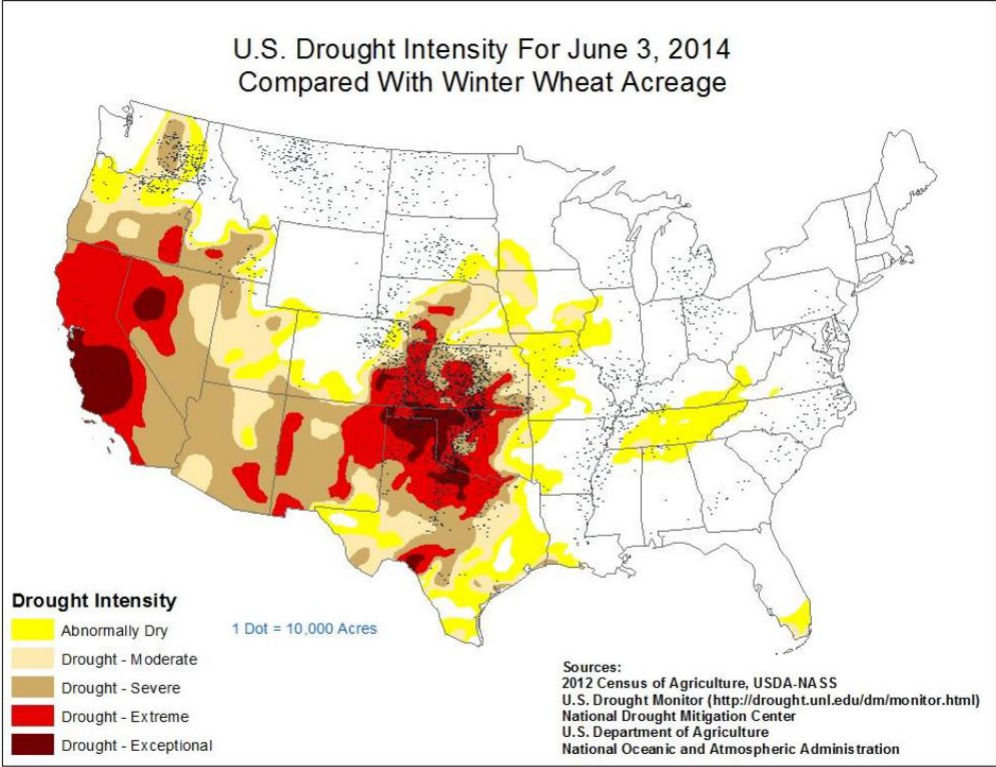 U.S. Drought Intensity For June 3, 2014
Compared With Winter Wheat Acreage
Drought Intensity
Abnormally Dry
Drought - Moderate
Drought - Severe
Drought - Extreme
Drought - Exceptional
1 Dot = 10,000 Acres
Sources:
2012 Census of Agriculture, USDA-NASS
U.S. Drought Monitor (http://drought.unl.edu/dm/monitor.html)
National Drought Mitigation Center
U.S. Department of Agriculture
National Oceanic and Atmospheric Administration